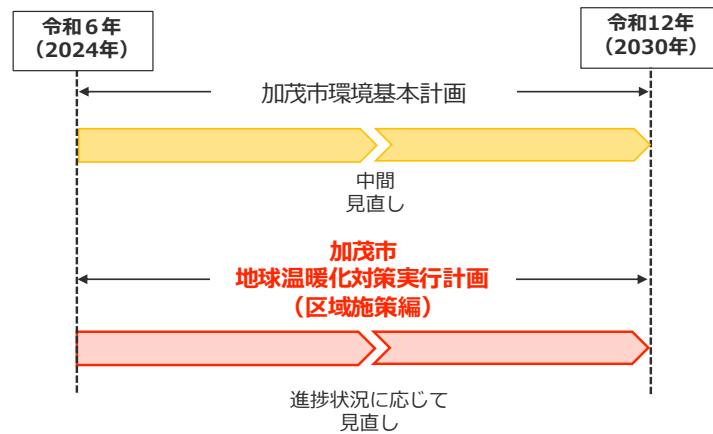 令和６年
（2024年）
令和12年
（2030年）
加茂市環境基本計画
中間
見直し
加茂市
地球温暖化対策実行計画
（区域施策編）
進捗状況に応じて
見直し